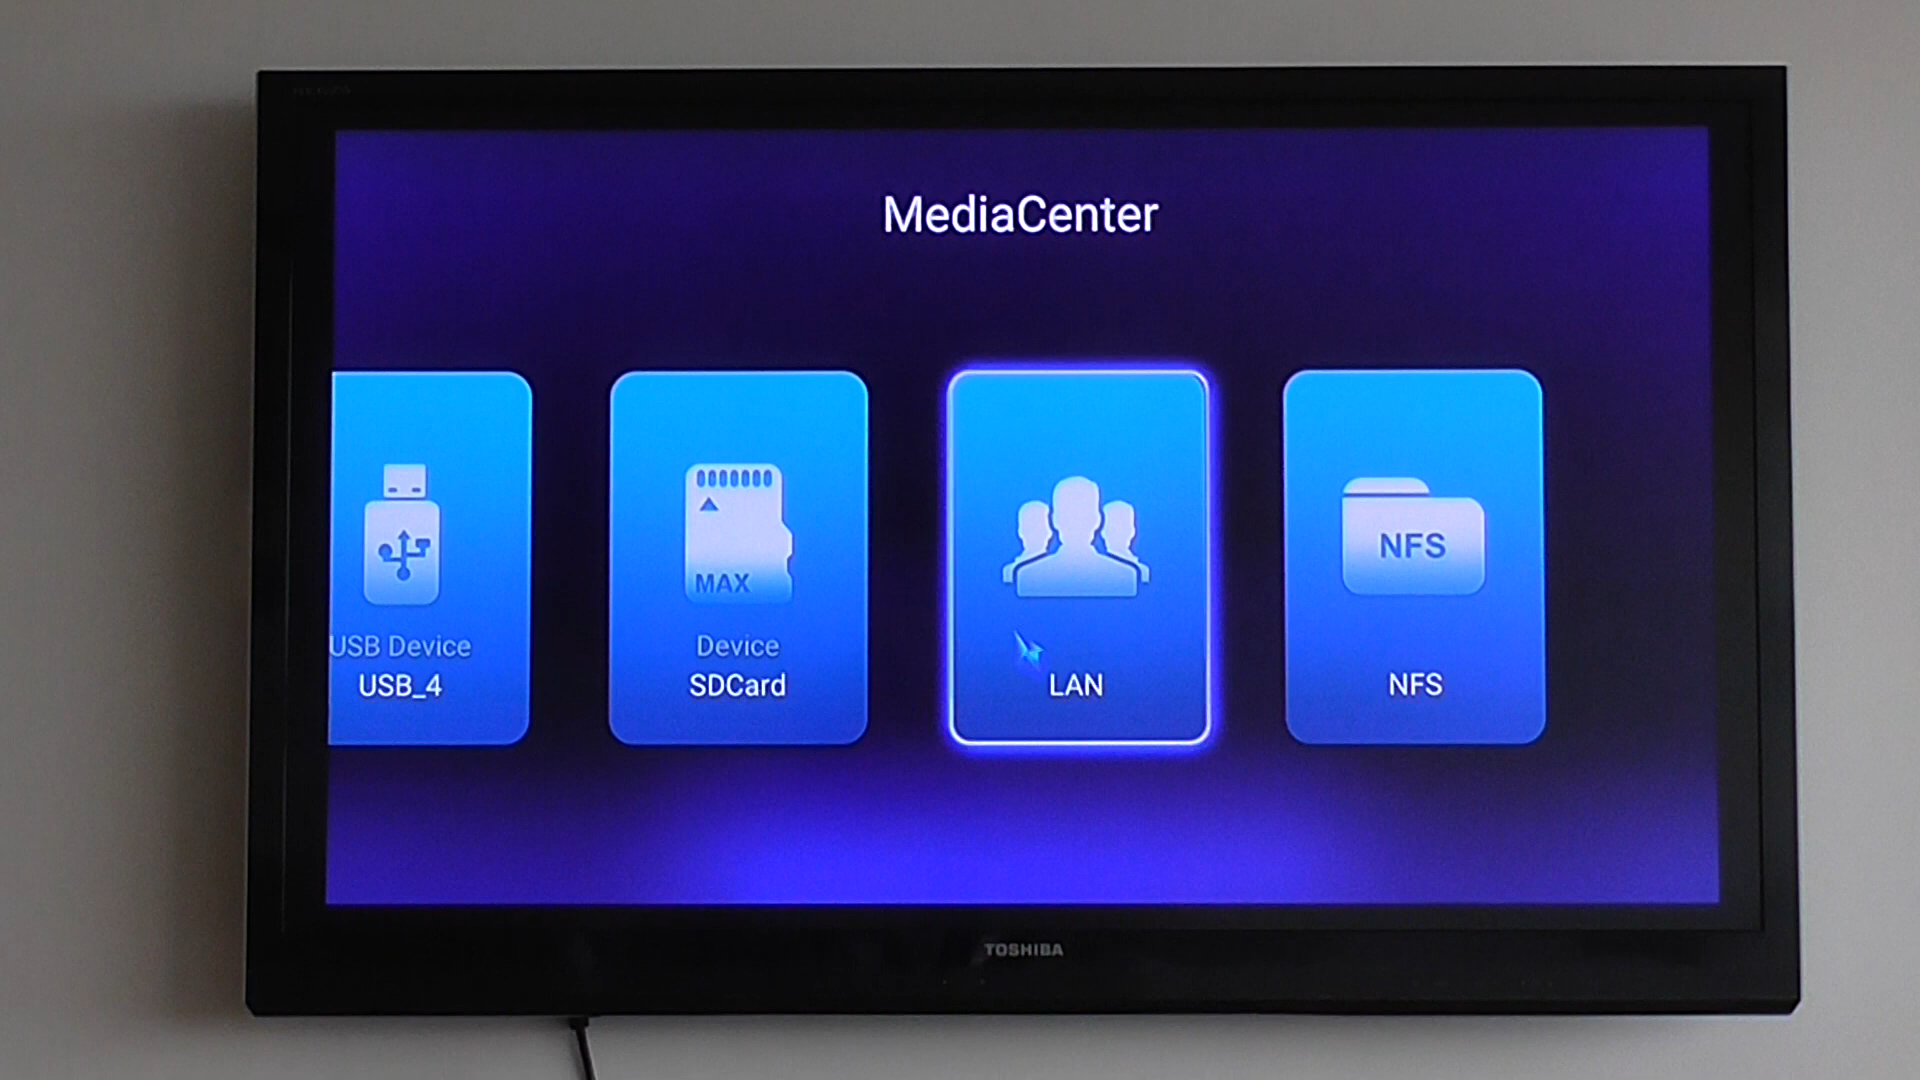 MediaCenter
MAX
NFS
USB Device
USB_4
Device
SDCard
LAN
NFS
TOSHIBA